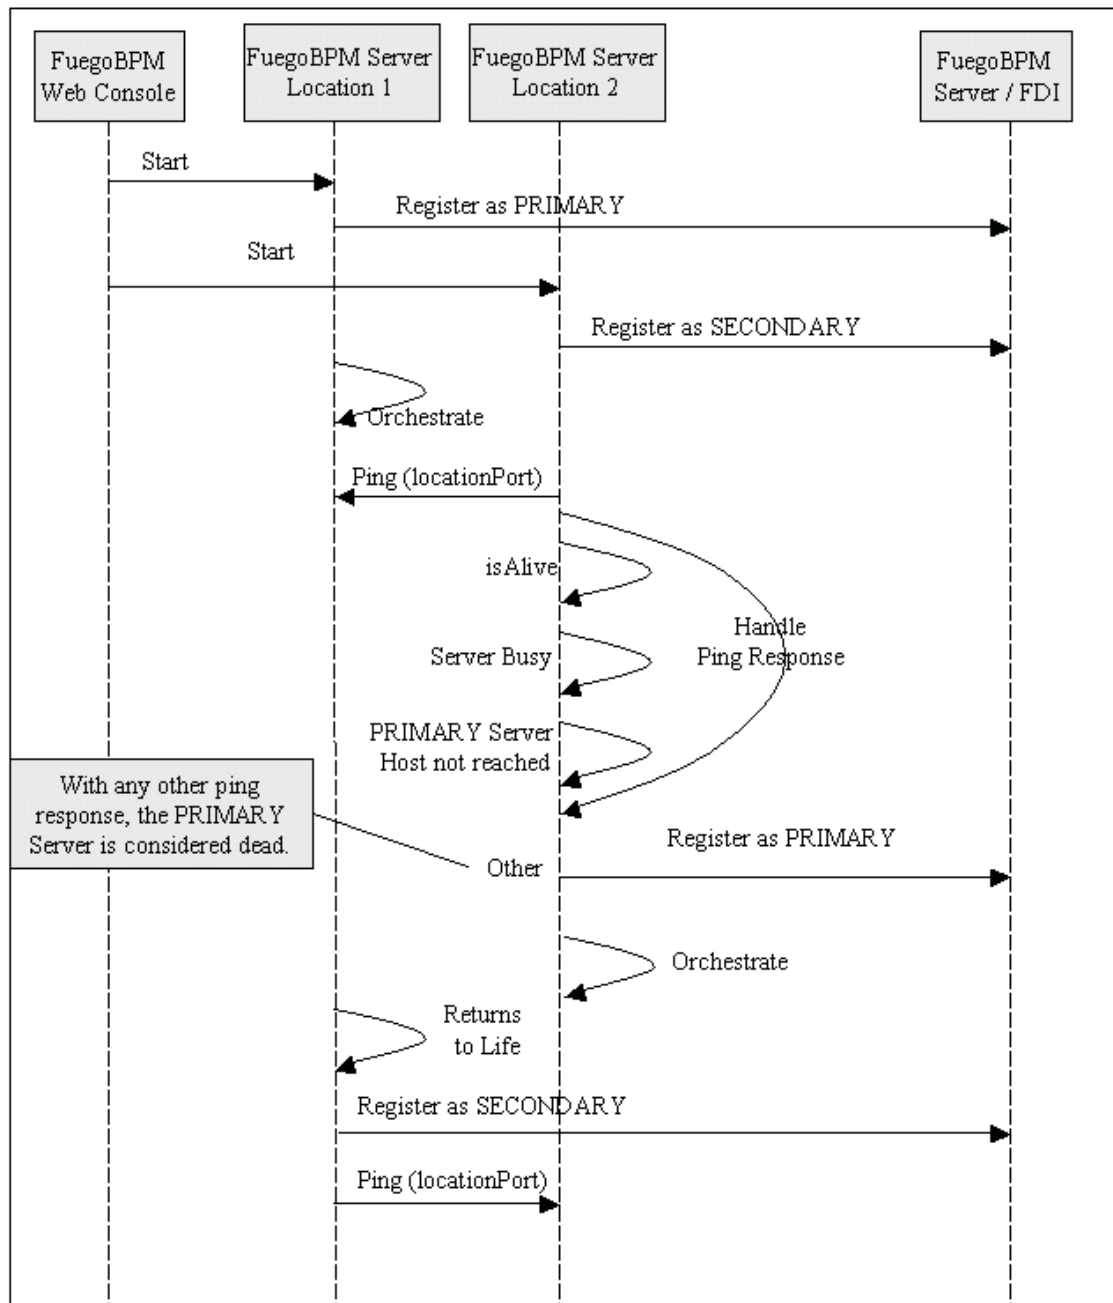 FuegoBPM
Web Console
FuegoBPM Server
Location 1
FuegoBPM Server
Location 2
FuegoBPM
Server / FDI
Start
Register as PRIMARY
Start
Register as SECONDARY
Orchestrate
Ping (locationPort)
isAlive
Handle
Ping Response
Server Busy
PRIMARY Server
Host not reached
With any other ping
response, the PRIMARY
Server is considered dead.
Register as PRIMARY
Other
Orchestrate
Returns
to Life
Register as SECONDARY
Ping (locationPort)